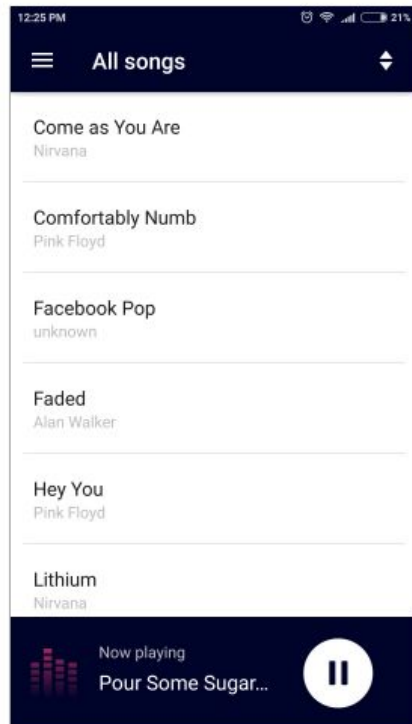 12:25 PM 21%
All songs
Come as You Are
Nirvana
Comfortably Numb
Pink Floyd
Facebook Pop
unknown
Faded
Alan Walker
Hey You
Pink Floyd
Lithium
Nirvana
Now playing
Pour Some Sugar...